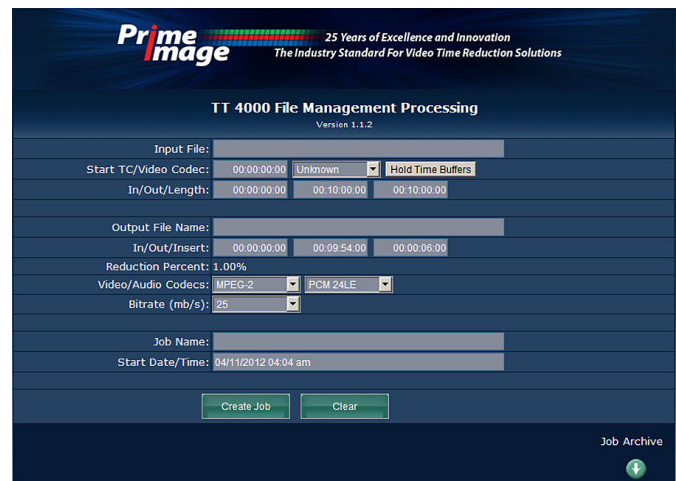 Prime Image
25 Years of Excellence and Innovation
The Industry Standard For Video Time Reduction Solutions
TT 4000 File Management Processing
Version 1.1.2
Input File:
Start TC/Video Codec: 00:00:00:00 Unknown Hold Time Buffers
In/Out/Length: 00:00:00:00 00:10:00:00 00:10:00:00
Output File Name:
In/Out/Insert: 00:00:00:00 00:09:54:00 00:00:06:00
Reduction Percent: 1.00%
Video/Audio Codecs: MPEG-2 PCM 24LE
Bitrate (mb/s): 25
Job Name:
Start Date/Time: 04/11/2012 04:04 am
Create Job Clear
Job Archive